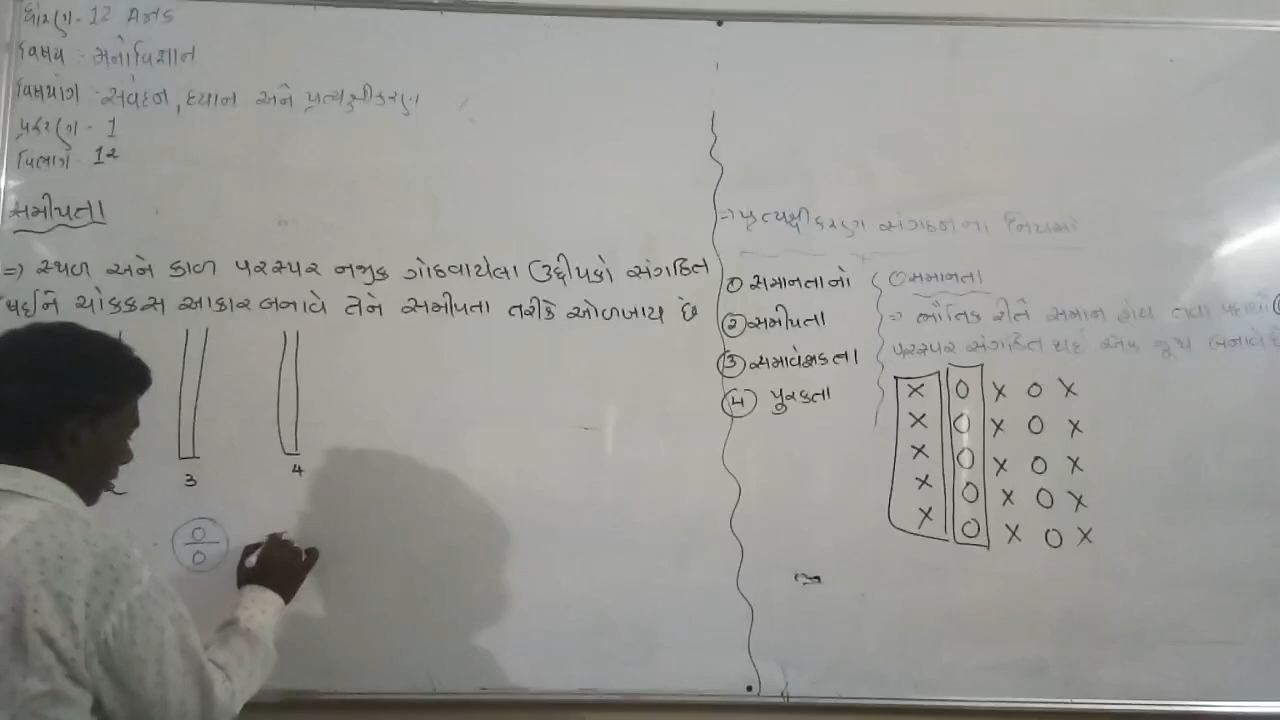 ધોરણ - 12
વિષય - મનોવિજ્ઞાન
વિષયાંગ - સંવેદન, ધ્યાન અને પ્રત્યક્ષીકરણ
પ્રકરણ - 1
વિભાગ 12
સમીપતા
⇒ સ્થળ અને કાળ પરસ્પર નજીક ગોઠવાયેલા ઉદ્દીપકો સંગઠિત
થઈને ચોક્કસ આકાર બનાવે તેને સમીપતા તરીકે ઓળખાય છે
3 4
0
0
⇒ પ્રત્યક્ષીકરણ સંગઠનના નિયમો
① સમાનતાનો
② સમીપતા
③ સમાવેશકતા
④ પુરકતા
① સમાનતા
⇒ ભૌતિક રીતે સમાન હોય તેવા પદાર્થો
પરસ્પર સંગઠિત થઈ એક જૂથ બનાવે છે
X O X O X
X O X O X
X O X O X
X O X O X
X O X O X